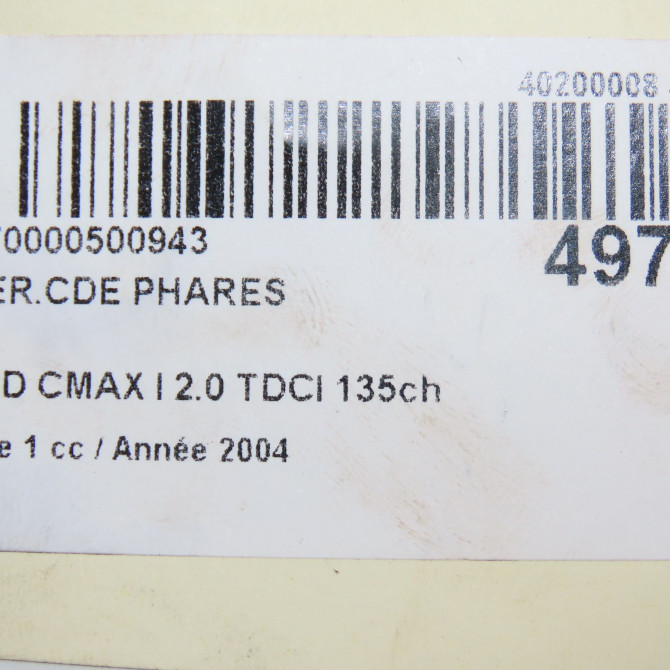 40200008
70000500943
497
ER.CDE PHARES
D CMAX I 2.0 TDCI 135ch
e 1 cc / Année 2004